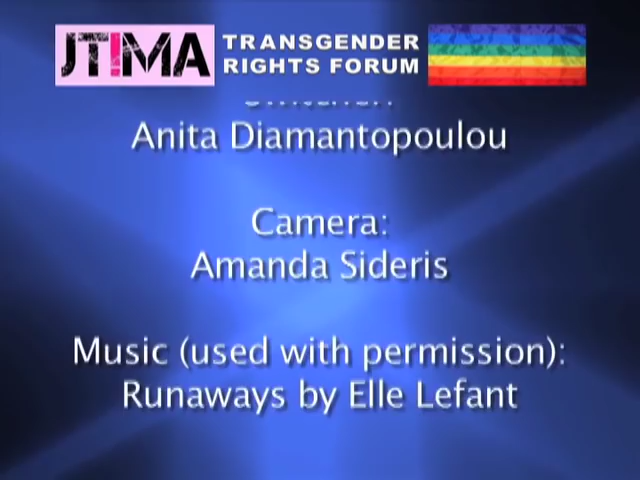 JT!MA
TRANSGENDER
RIGHTS FORUM
Anita Diamantopoulou
Camera:
Amanda Sideris
Music (used with permission):
Runaways by Elle Lefant